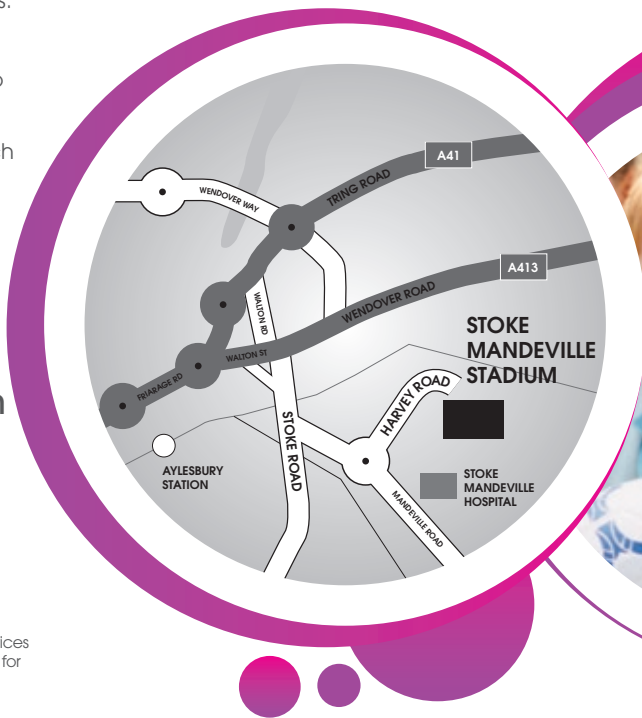 A41
TRING ROAD
WENDOVER WAY
A413
WENDOVER ROAD
WALTON RD
STOKE
MANDEVILLE
STADIUM
WALTON ST
FRIARAGE RD
HARVEY ROAD
STOKE ROAD
AYLESBURY
STATION
STOKE
MANDEVILLE
HOSPITAL
MANDEVILLE ROAD
for